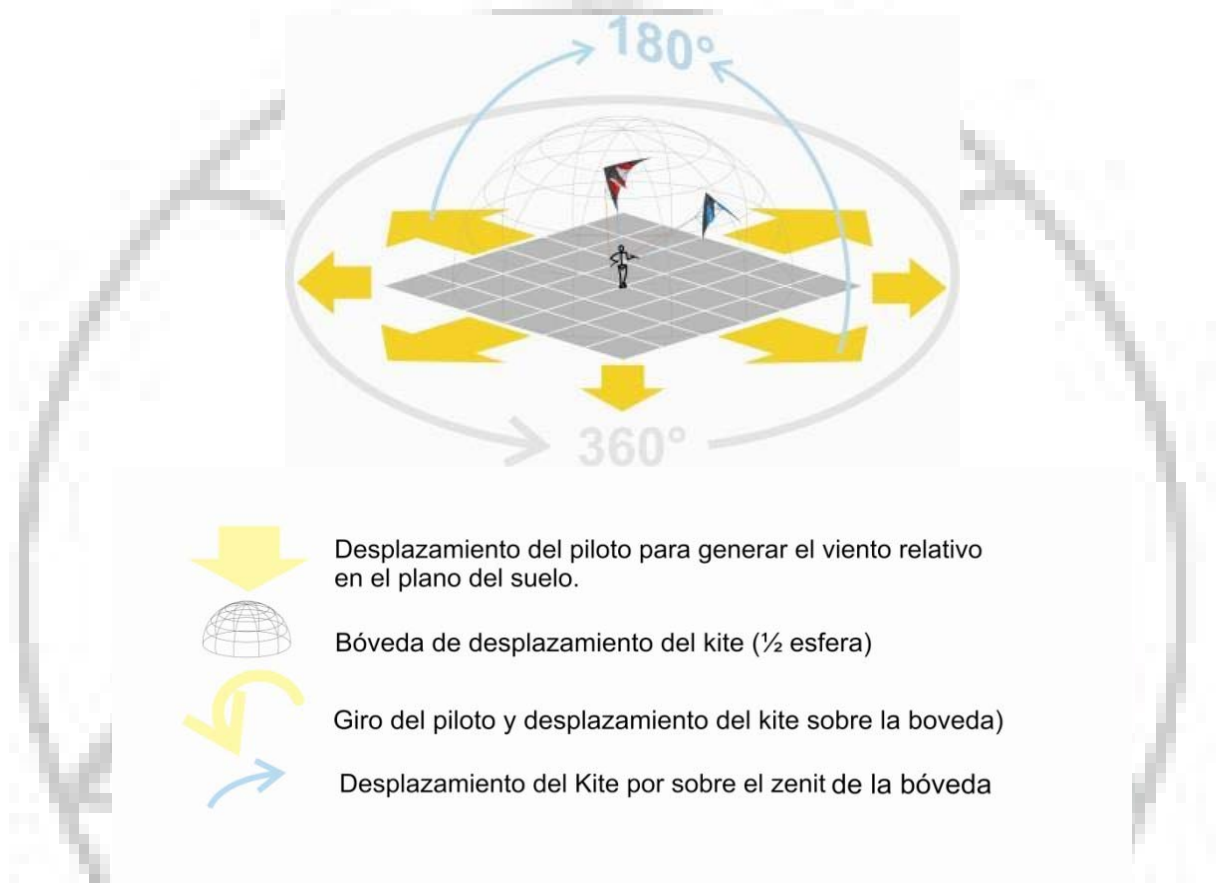 180°
360°
Desplazamiento del piloto para generar el viento relativo
en el plano del suelo.
Bóveda de desplazamiento del kite (½ esfera)
Giro del piloto y desplazamiento del kite sobre la boveda)
Desplazamiento del Kite por sobre el zenit de la bóveda